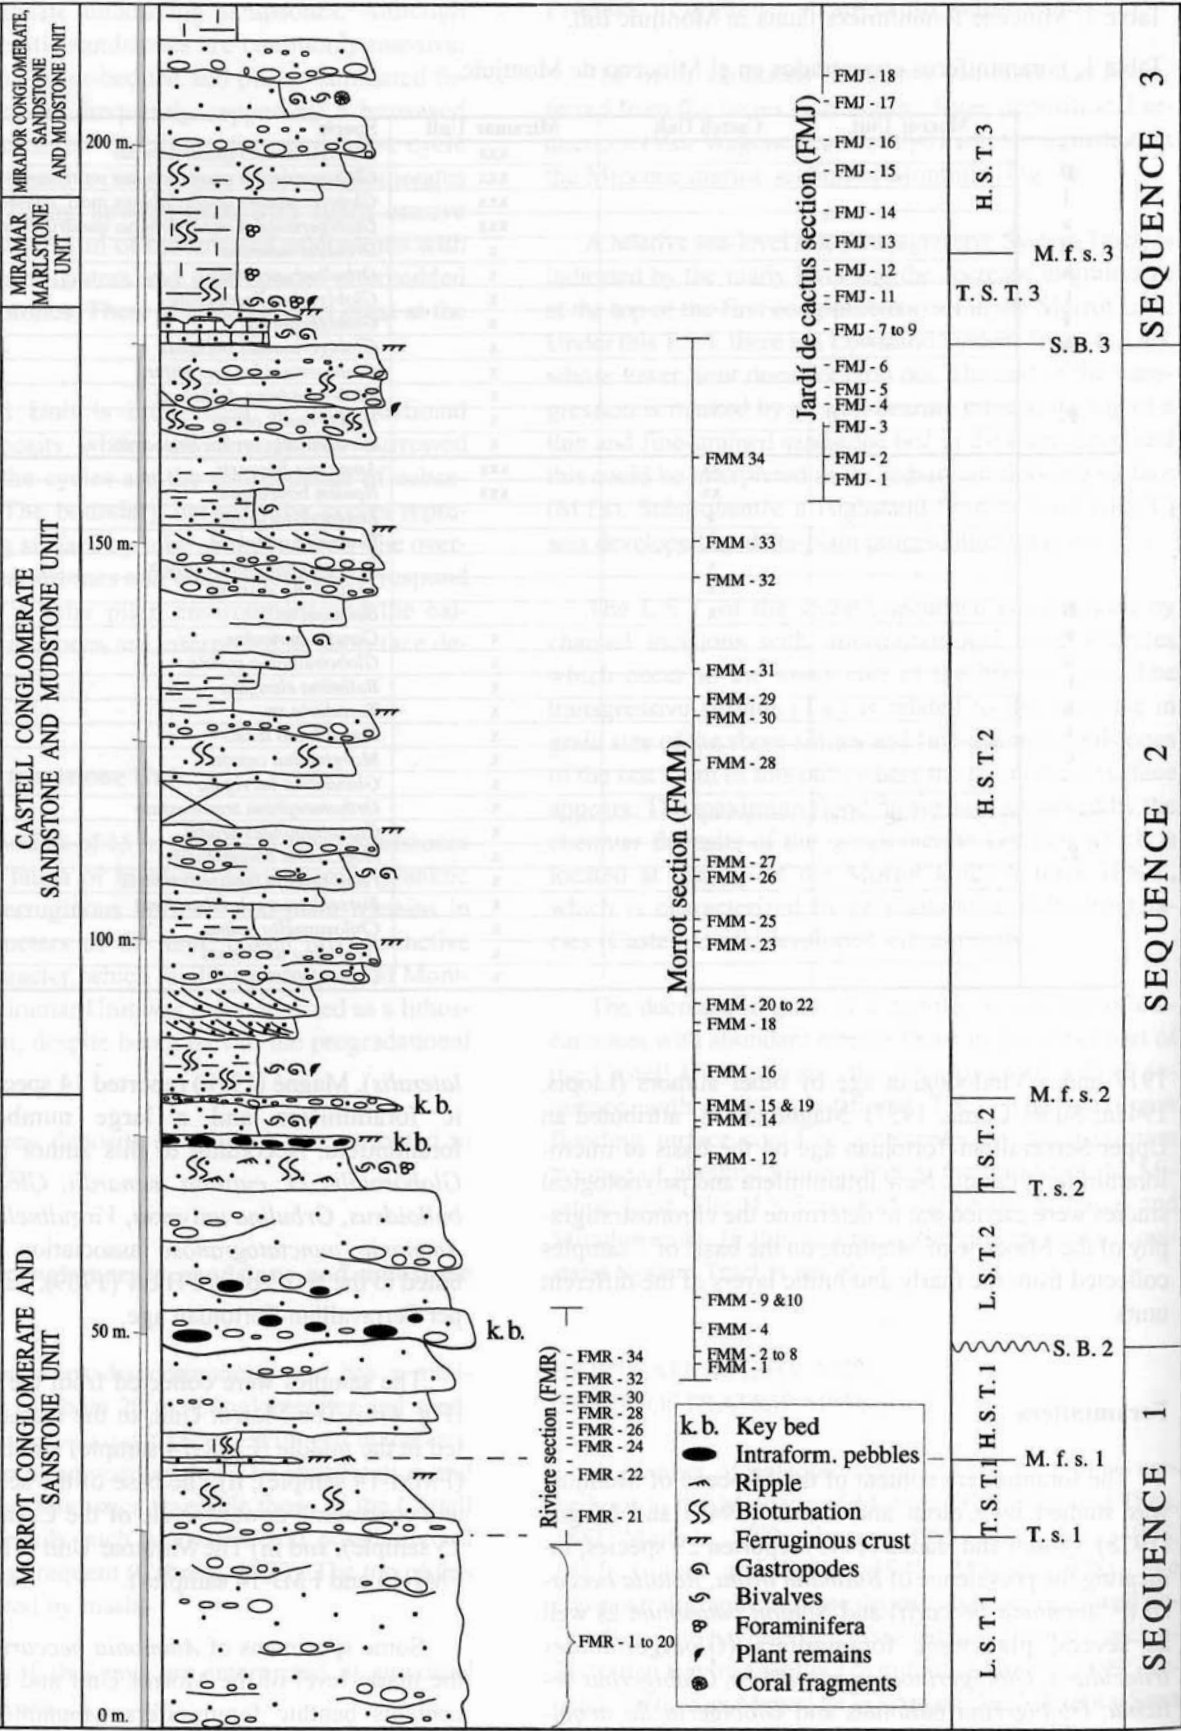 MIRADOR CONGLOMERATE,
SANDSTONE
AND MUDSTONE UNIT
MIRAMAR
MARLSTONE
UNIT
CASTELL CONGLOMERATE
SANDSTONE AND MUDSTONE UNIT
MORROT CONGLOMERATE AND
SANSTONE UNIT
200 m.
150 m.
100 m.
50 m.
0 m.
k.b.
k.b.
k.b.
Rivière section (FMR)
FMR - 34
FMR - 32
FMR - 30
FMR - 28
FMR - 26
FMR - 24
FMR - 22
FMR - 21
FMR - 1 to 20
Morrot section (FMM)
FMM 34
FMM - 33
FMM - 32
FMM - 31
FMM - 29
FMM - 30
FMM - 28
FMM - 27
FMM - 26
FMM - 25
FMM - 23
FMM - 20 to 22
FMM - 18
FMM - 16
FMM - 15 & 19
FMM - 14
FMM - 12
FMM - 9 &10
FMM - 4
FMM - 2 to 8
FMM - 1
Jardí de cactus section (FMJ)
FMJ - 18
FMJ - 17
FMJ - 16
FMJ - 15
FMJ - 14
FMJ - 13
FMJ - 12
FMJ - 11
FMJ - 7 to 9
FMJ - 6
FMJ - 5
FMJ - 4
FMJ - 3
FMJ - 2
FMJ - 1
k.b. Key bed
Intraform. pebbles
Ripple
Bioturbation
Ferruginous crust
Gastropodes
Bivalves
Foraminifera
Plant remains
Coral fragments
H.S.T.3
M.f.s.3
T.S.T.3
S.B.3
H.S.T.2
M.f.s.2
T.S.T.2
T.s.2
L.S.T.2
S.B.2
H.S.T.1
M.f.s.1
T.S.T.1
T.s.1
L.S.T.1
SEQUENCE 3
SEQUENCE 2
SEQUENCE 1